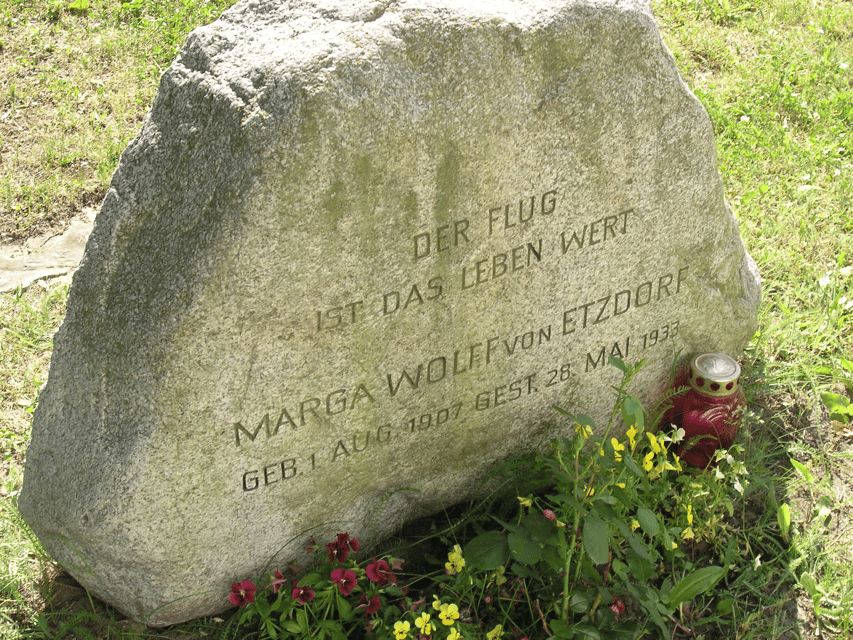 DER FLUG
IST DAS LEBEN WERT
MARGA WOLFF VON ETZDORF
GEB. 1 AUG 1907 GEST. 28. MAI 1933